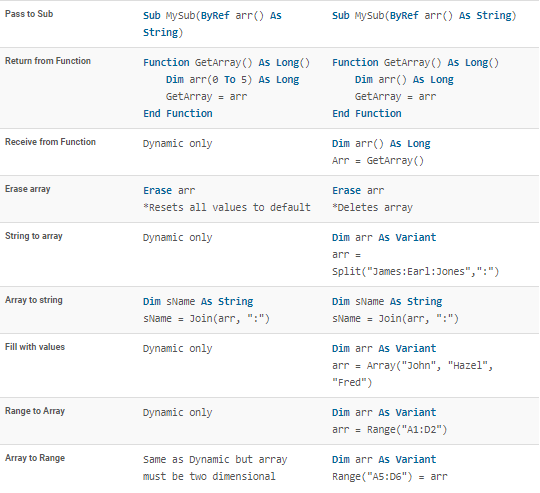 Pass to Sub
Sub MySub(ByRef arr() As
String)
Sub MySub(ByRef arr() As String)
Return from Function
Function GetArray() As Long()
Dim arr(0 To 5) As Long
GetArray = arr
End Function
Function GetArray() As Long()
Dim arr() As Long
GetArray = arr
End Function
Receive from Function
Dynamic only
Dim arr() As Long
Arr = GetArray()
Erase array
Erase arr
*Resets all values to default
Erase arr
*Deletes array
String to array
Dynamic only
Dim arr As Variant
arr =
Split("James:Earl:Jones",":")
Array to string
Dim sName As String
sName = Join(arr, ":")
Dim sName As String
sName = Join(arr, ":")
Fill with values
Dynamic only
Dim arr As Variant
arr = Array("John", "Hazel",
"Fred")
Range to Array
Dynamic only
Dim arr As Variant
arr = Range("A1:D2")
Array to Range
Same as Dynamic but array
must be two dimensional
Dim arr As Variant
Range("A5:D6") = arr